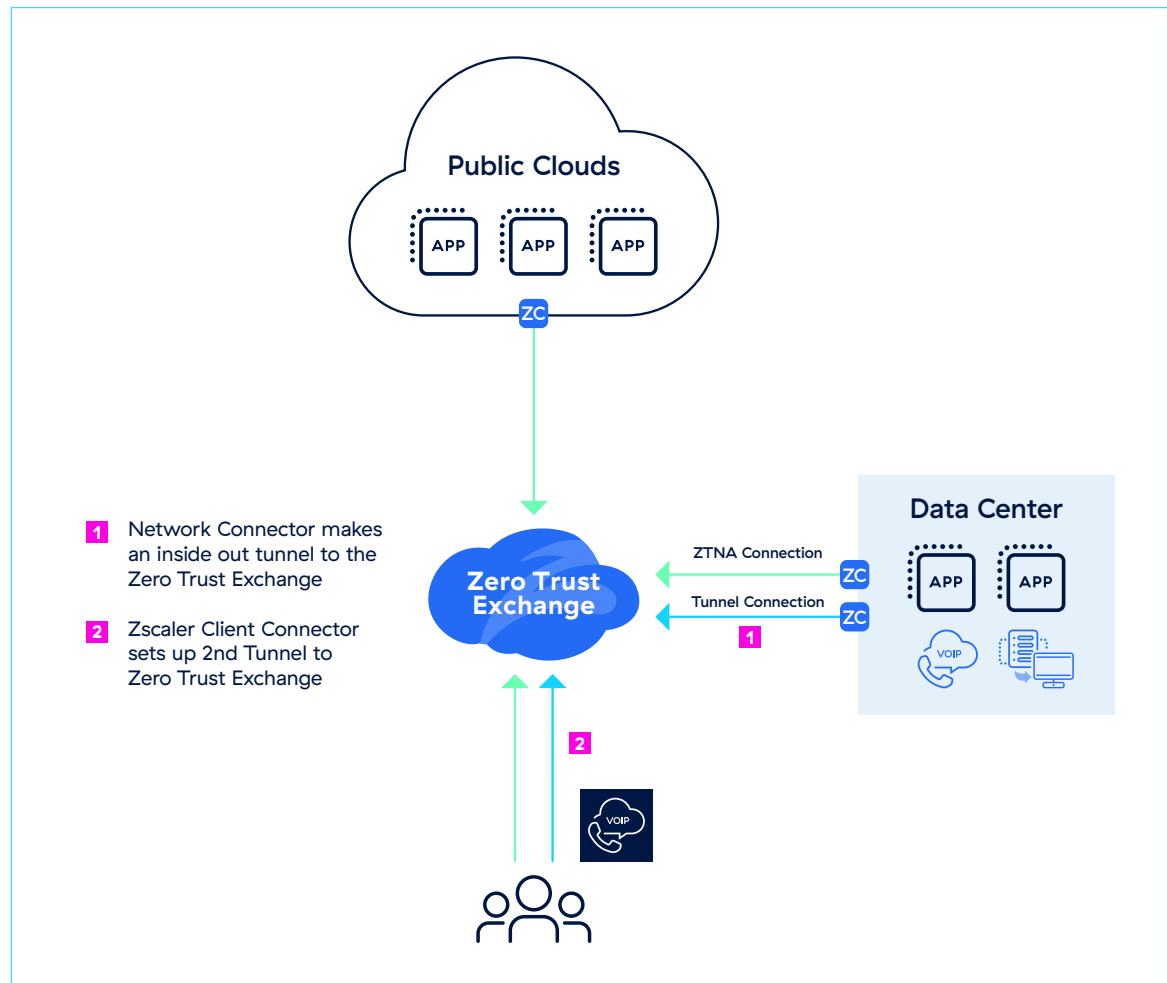 Public Clouds
APP
APP
APP
ZC
1
Network Connector makes
an inside out tunnel to the
Zero Trust Exchange
2
Zscaler Client Connector
sets up 2nd Tunnel to
Zero Trust Exchange
Zero Trust
Exchange
ZTNA Connection
Tunnel Connection
1
ZC
ZC
Data Center
APP
APP
VOIP
2
VOIP